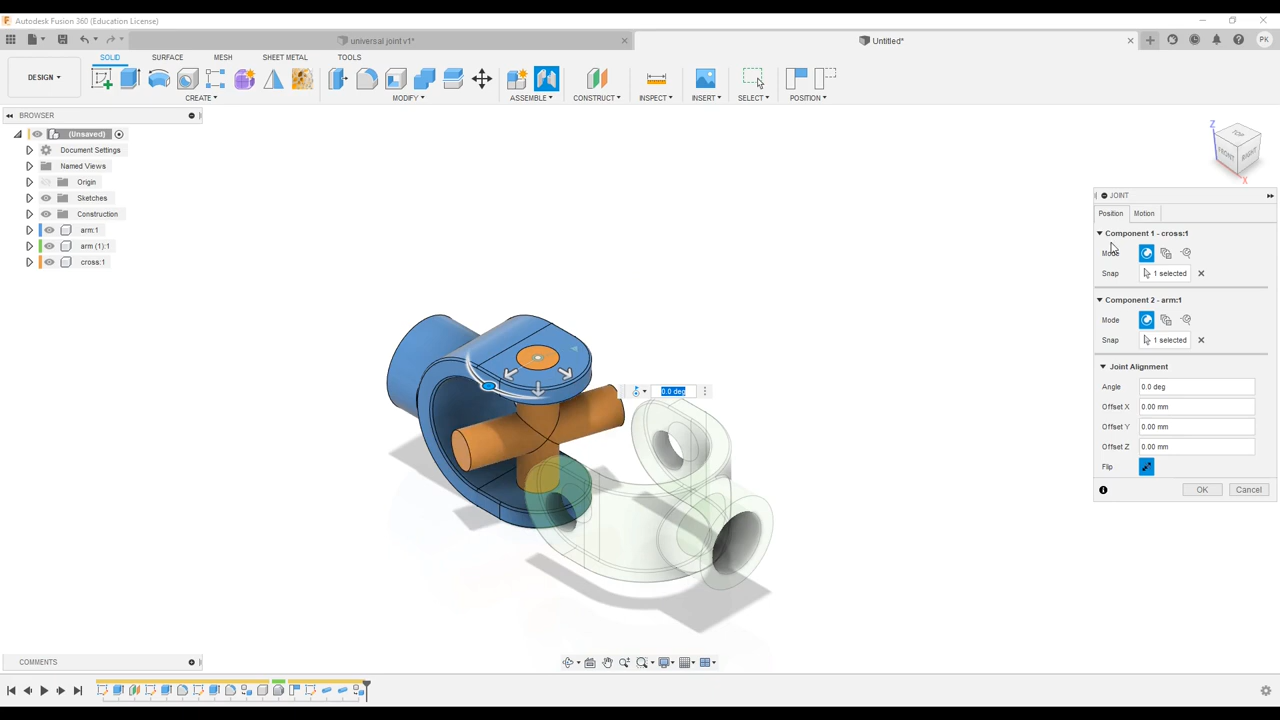 Autodesk Fusion 360 (Education License)
universal joint v1*
Untitled*
PK
DESIGN
SOLID SURFACE MESH SHEET METAL TOOLS
CREATE MODIFY ASSEMBLE CONSTRUCT INSPECT INSERT SELECT POSITION
BROWSER
(Unsaved)
Document Settings
Named Views
Origin
Sketches
Construction
arm:1
arm (1):1
cross:1
Z
TOP
FRONT RIGHT
X
JOINT
Position Motion
Component 1 - cross:1
Mode
Snap 1 selected
Component 2 - arm:1
Mode
Snap 1 selected
Joint Alignment
Angle 0.0 deg
Offset X 0.00 mm
Offset Y 0.00 mm
Offset Z 0.00 mm
Flip
OK Cancel
0.0 deg
COMMENTS